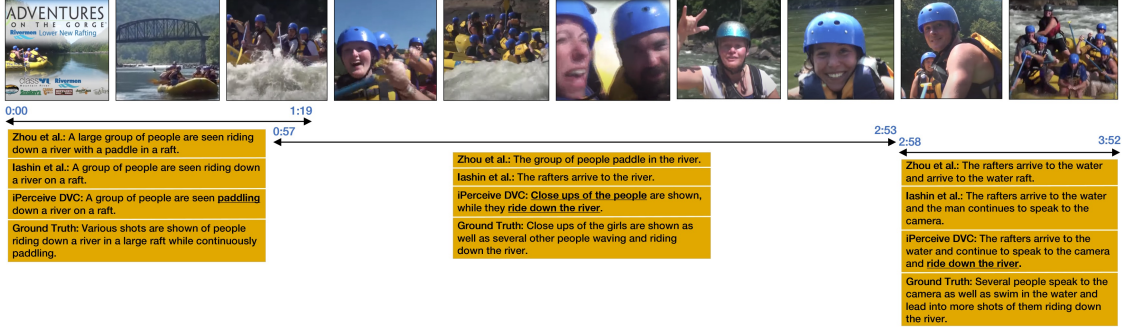 ADVENTURES
ON THE GORGE
Rivermen Lower New Rafting
class VI
Rivermen
0:00
1:19
0:57
2:53
2:58
3:52
Zhou et al.: A large group of people are seen riding
down a river with a paddle in a raft.
Iashin et al.: A group of people are seen riding down
a river on a raft.
iPerceive DVC: A group of people are seen paddling
down a river on a raft.
Ground Truth: Various shots are shown of people
riding down a river in a large raft while continuously
paddling.
Zhou et al.: The group of people paddle in the river.
Iashin et al.: The rafters arrive to the river.
iPerceive DVC: Close ups of the people are shown,
while they ride down the river.
Ground Truth: Close ups of the girls are shown as
well as several other people waving and riding
down the river.
Zhou et al.: The rafters arrive to the water
and arrive to the water raft.
Iashin et al.: The rafters arrive to the water
and the man continues to speak to the
camera.
iPerceive DVC: The rafters arrive to the
water and continue to speak to the camera
and ride down the river.
Ground Truth: Several people speak to the
camera as well as swim in the water and
lead into more shots of them riding down
the river.